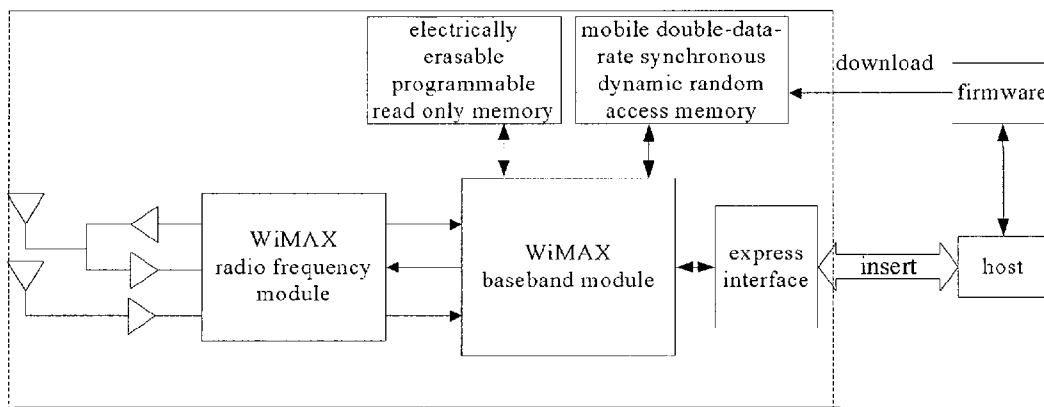 electrically
erasable
programmable
read only memory
mobile double-data-
rate synchronous
dynamic random
access memory
download
firmware
WiMAX
radio frequency
module
WiMAX
baseband module
express
interface
insert
host